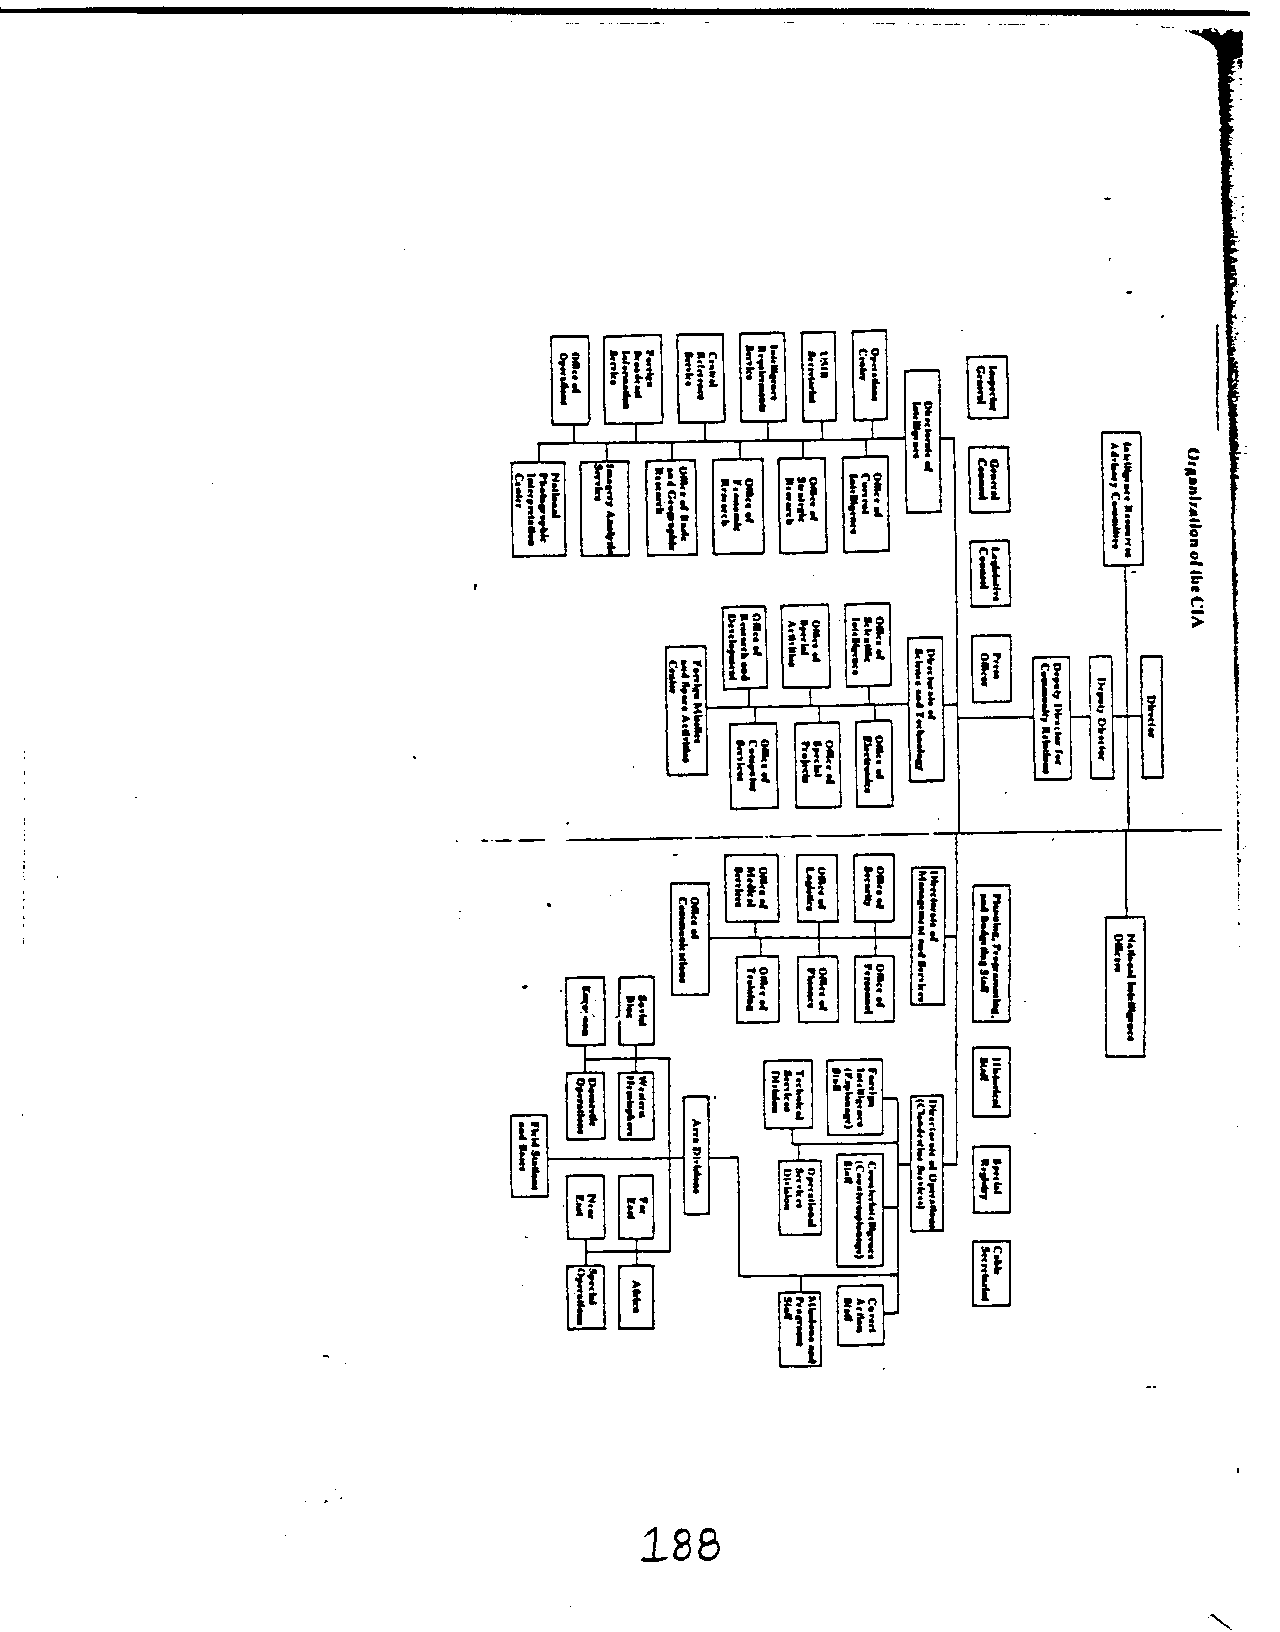 Organization of the CIA
Director
Deputy Director
Intelligence Resources
Advisory Committee
National Intelligence
Officers
Deputy Director for
Community Relations
Inspector
General
General
Counsel
Legislative
Counsel
Press
Officer
Planning, Programming,
and Budgeting Staff
Historical
Staff
Special
Registry
Cable
Secretariat
Directorate of
Intelligence
Directorate of
Science and Technology
Directorate of
Management and Services
Directorate of Operations
(Clandestine Services)
Operations
Center
Office of
Current
Intelligence
USIB
Secretariat
Office of
Strategic
Research
Intelligence
Requirements
Service
Office of
Economic
Research
Central
Reference
Service
Office of Basic
and Geographic
Research
Foreign
Broadcast
Information
Service
Imagery Analysis
Service
Office of
Operations
National
Photographic
Interpretation
Center
Office of
Scientific
Intelligence
Office of
Electronics
Office of
Special
Activities
Office of
Special
Projects
Office of
Research and
Development
Office of
Computer
Services
Foreign Missiles
and Space Activities
Center
Office of
Security
Office of
Personnel
Office of
Logistics
Office of
Finance
Office of
Medical
Services
Office of
Training
Office of
Communications
Foreign
Intelligence
(Espionage)
Staff
Counterintelligence
(Counterespionage)
Staff
Covert
Action
Staff
Technical
Services
Division
Operational
Services
Division
Missions and
Programs
Staff
Area Divisions
Soviet
Bloc
Western
Hemisphere
Far
East
Africa
European
Domestic
Operations
Near
East
Special
Operations
Field Stations
and Bases
188